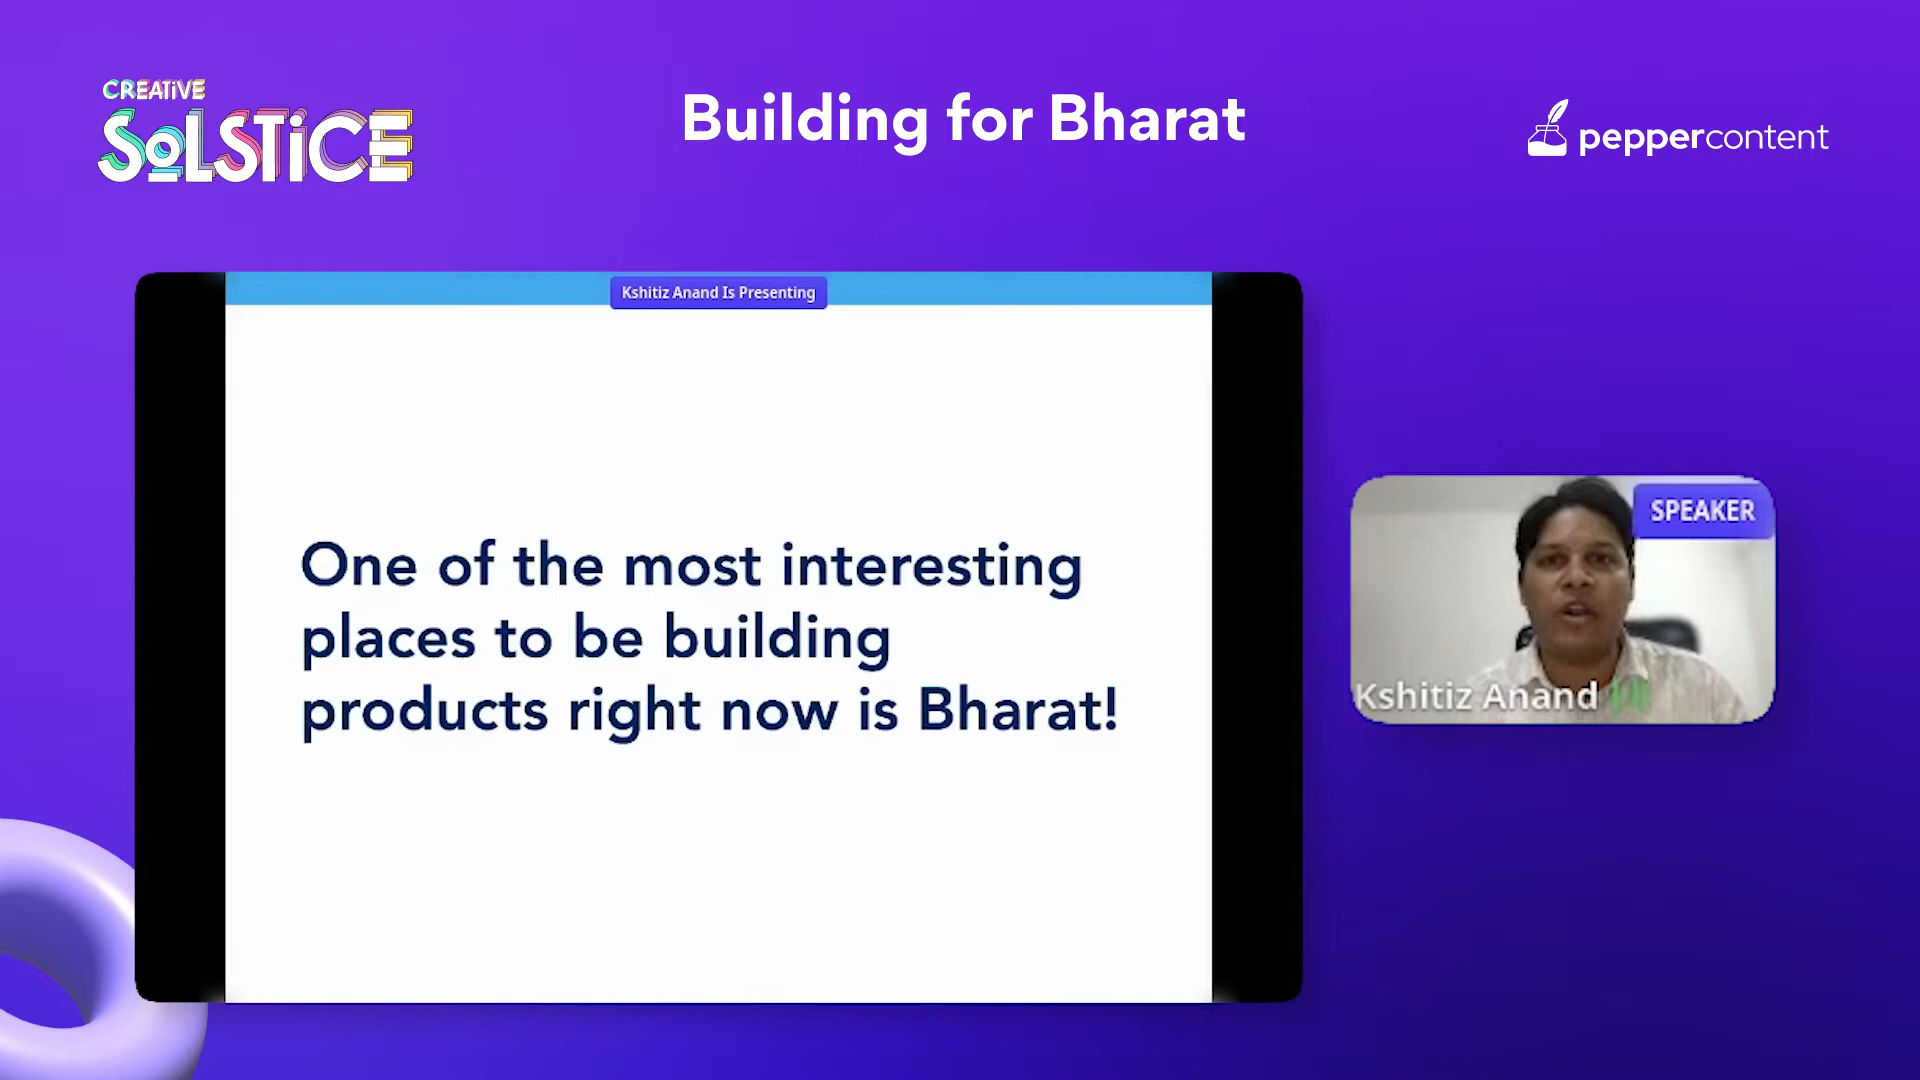 CREATiVE
SoLSTiCE
Building for Bharat
peppercontent
Kshitiz Anand Is Presenting
One of the most interesting
places to be building
products right now is Bharat!
SPEAKER
Kshitiz Anand